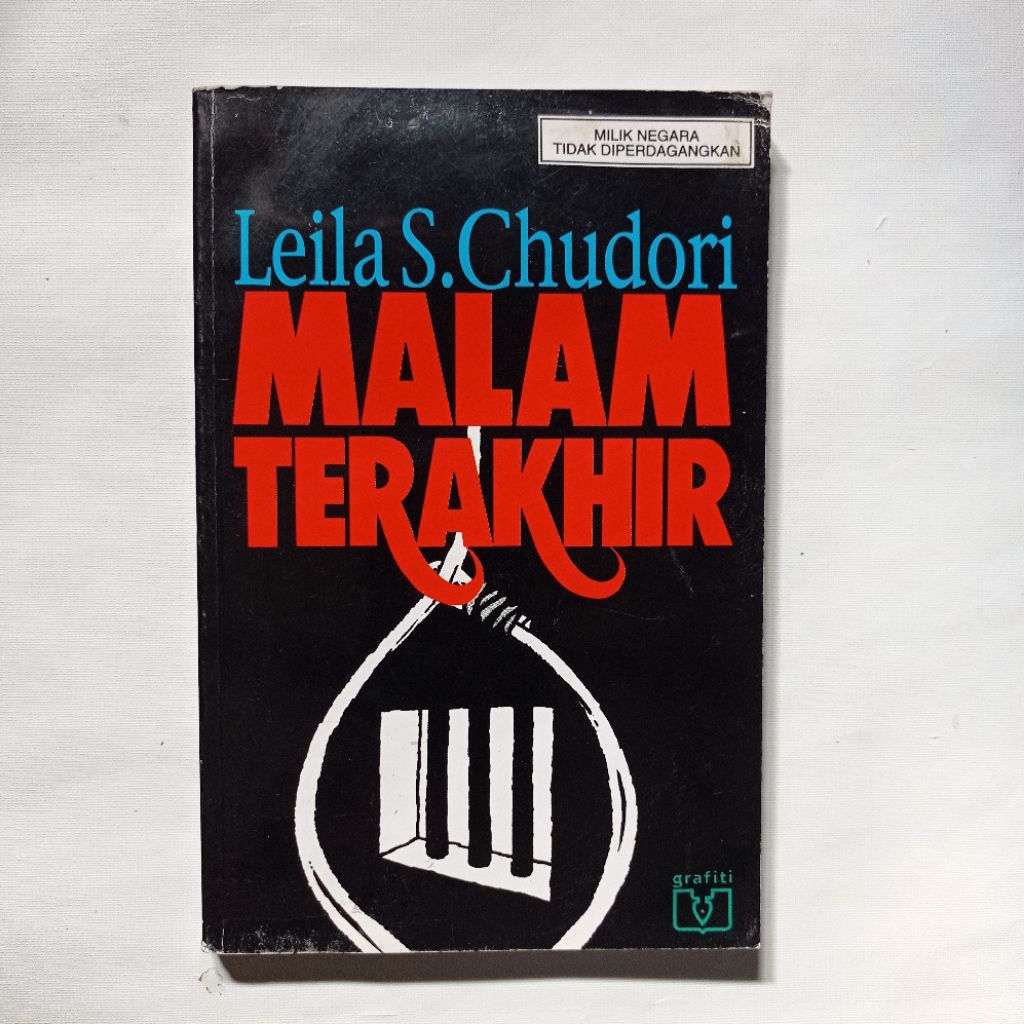 MILIK NEGARA
TIDAK DIPERDAGANGKAN
Leila S. Chudori
MALAM
TERAKHIR
grafiti